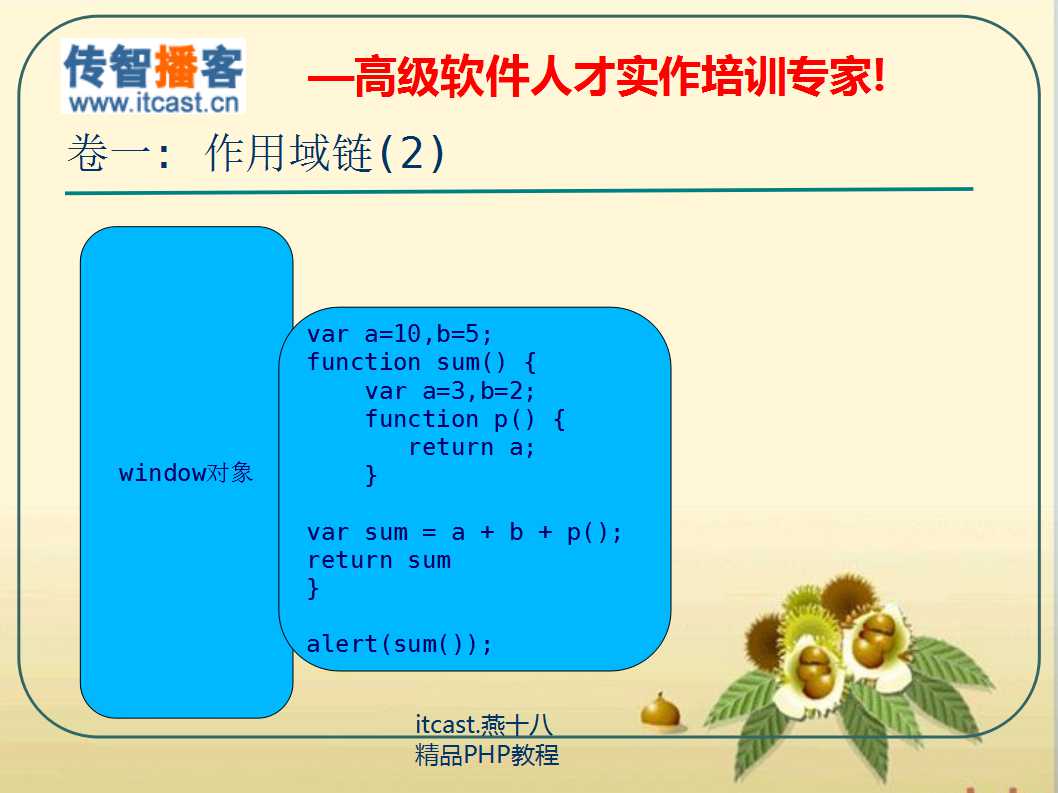 传智播客
www.itcast.cn
—高级软件人才实作培训专家!
卷一: 作用域链(2)
window对象
var a=10,b=5;
function sum() {
    var a=3,b=2;
    function p() {
       return a;
    }
var sum = a + b + p();
return sum
}
alert(sum());
itcast.燕十八
精品PHP教程